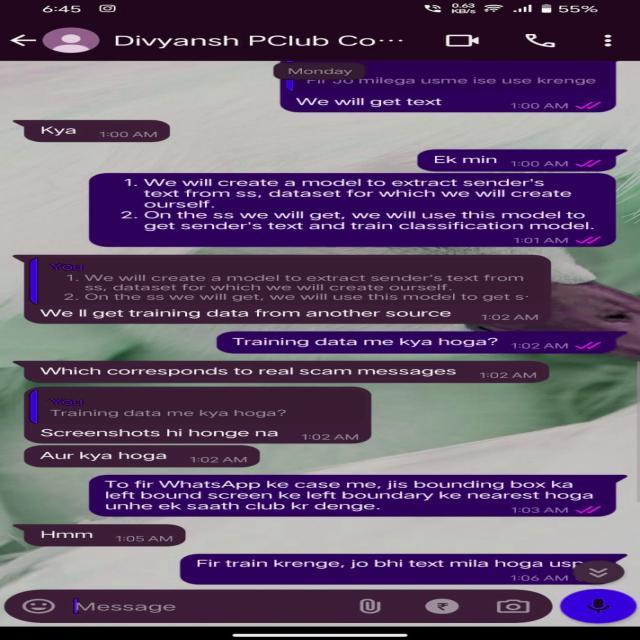 6:45
0.63 KB/s
55%
Divyansh PClub Co···
Monday
Fir Jo milega usme ise use krenge
We will get text
1:00 AM
Kya
1:00 AM
Ek min
1:00 AM
1. We will create a model to extract sender's
text from ss, dataset for which we will create
ourself.
2. On the ss we will get, we will use this model to
get sender's text and train classification model.
1:01 AM
You
1. We will create a model to extract sender's text from
ss, dataset for which we will create ourself.
2. On the ss we will get, we will use this model to get s·
We ll get training data from another source
1:02 AM
Training data me kya hoga?
1:02 AM
Which corresponds to real scam messages
1:02 AM
You
Training data me kya hoga?
Screenshots hi honge na
1:02 AM
Aur kya hoga
1:02 AM
To fir WhatsApp ke case me, jis bounding box ka
left bound screen ke left boundary ke nearest hoga
unhe ek saath club kr denge.
1:03 AM
Hmm
1:05 AM
Fir train krenge, jo bhi text mila hoga
1:06 AM
Message
₹